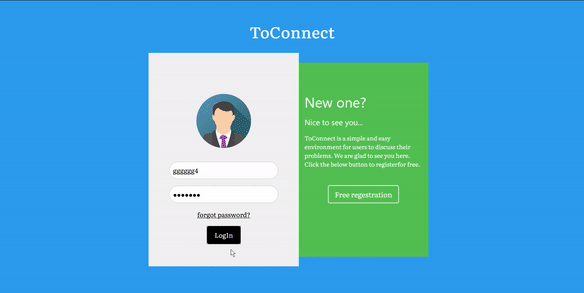 ToConnect
gggggg4
●●●●●●●
forgot password?
LogIn
New one?
Nice to see you...
ToConnect is a simple and easy
environment for users to discuss their
problems. We are glad to see you here.
Click the below button to registerfor free.
Free regestration